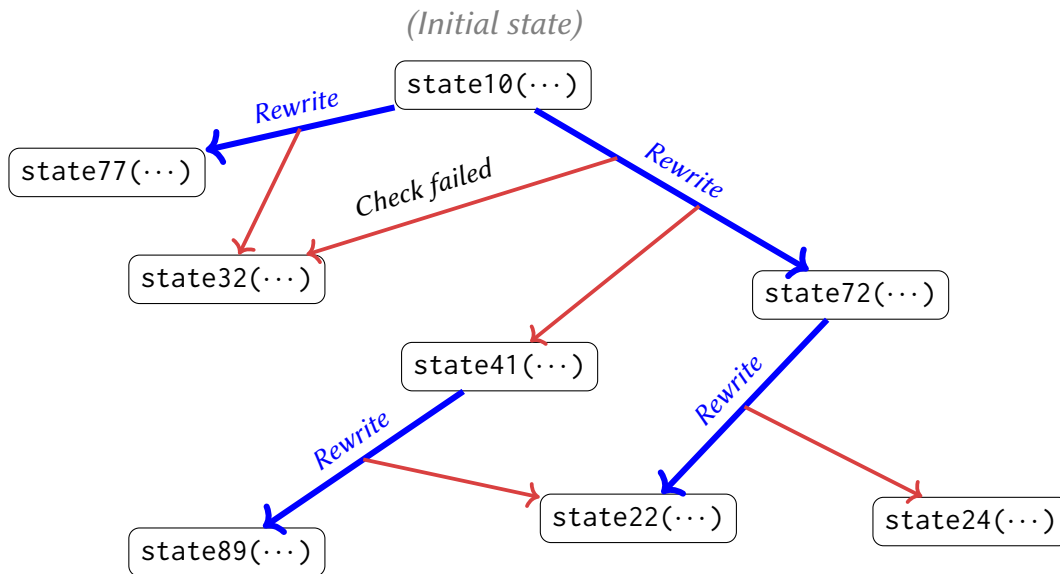 (Initial state)
state10(···)
Rewrite
Rewrite
state77(···)
Check failed
state32(···)
state72(···)
state41(···)
Rewrite
Rewrite
state22(···)
state24(···)
state89(···)